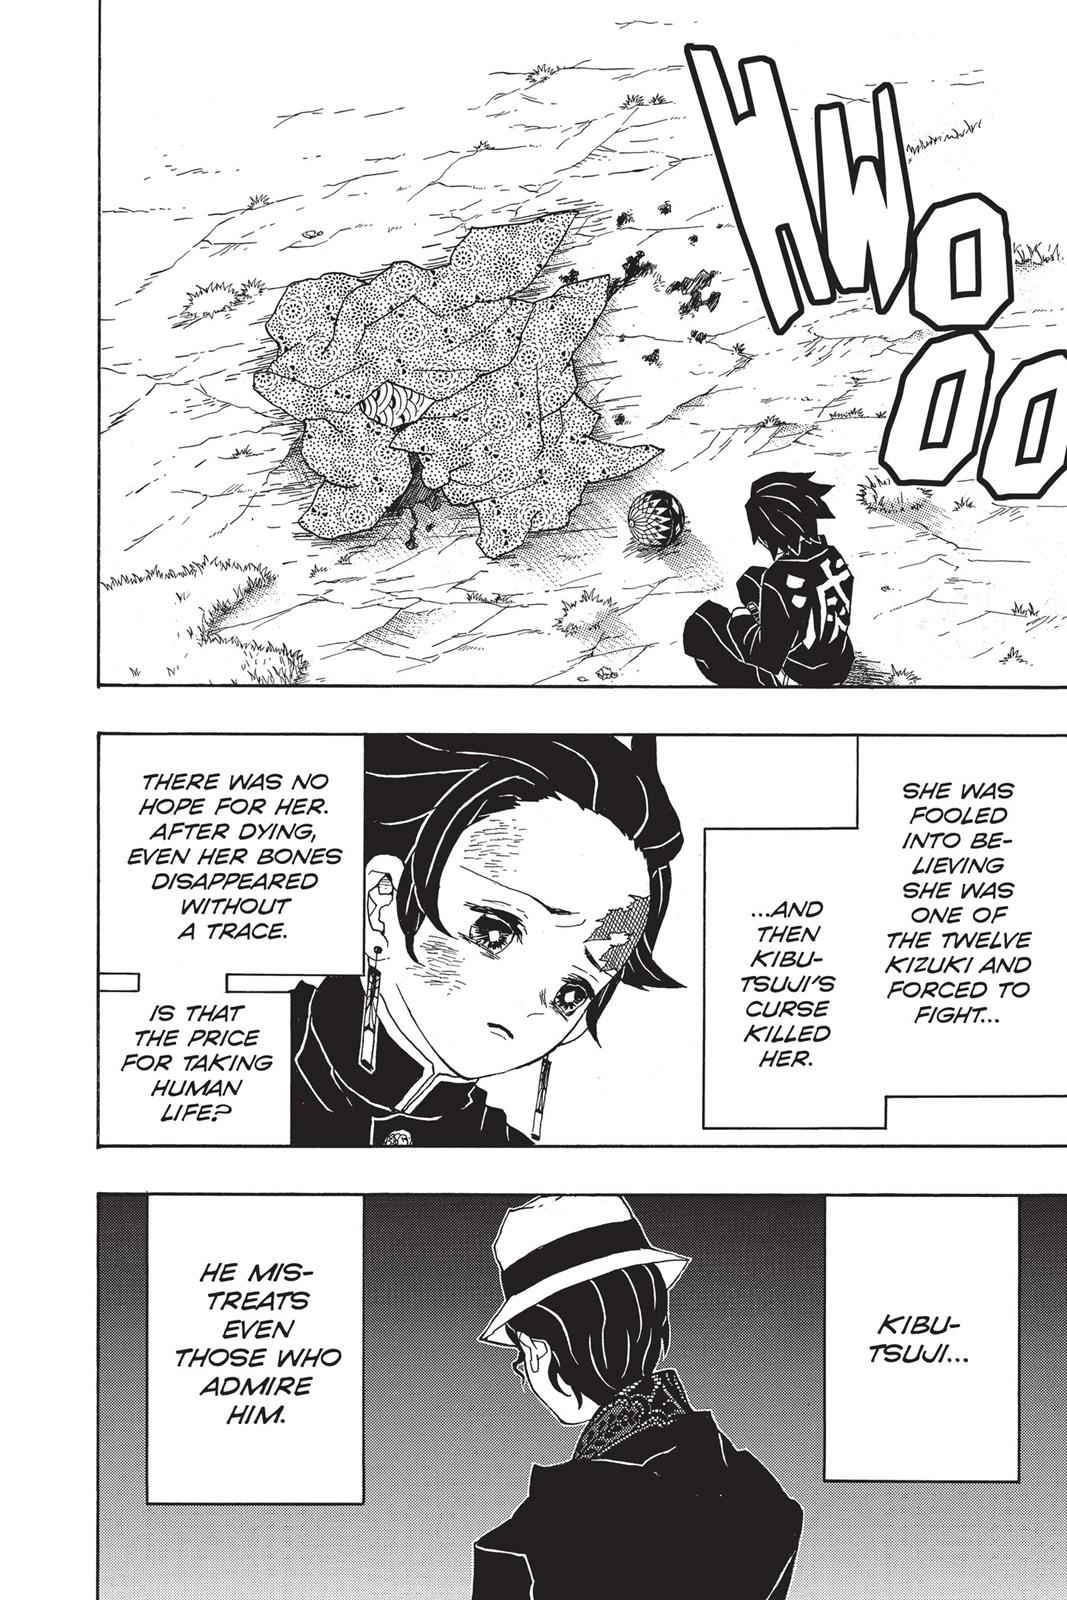 HWOOO
滅
SHE WAS
FOOLED
INTO BE-
LIEVING
SHE WAS
ONE OF
THE TWELVE
KIZUKI AND
FORCED TO
FIGHT...
...AND
THEN
KIBU-
TSUJI'S
CURSE
KILLED
HER.
THERE WAS NO
HOPE FOR HER.
AFTER DYING,
EVEN HER BONES
DISAPPEARED
WITHOUT
A TRACE.
IS THAT
THE PRICE
FOR TAKING
HUMAN
LIFE?
KIBU-
TSUJI...
HE MIS-
TREATS
EVEN
THOSE WHO
ADMIRE
HIM.